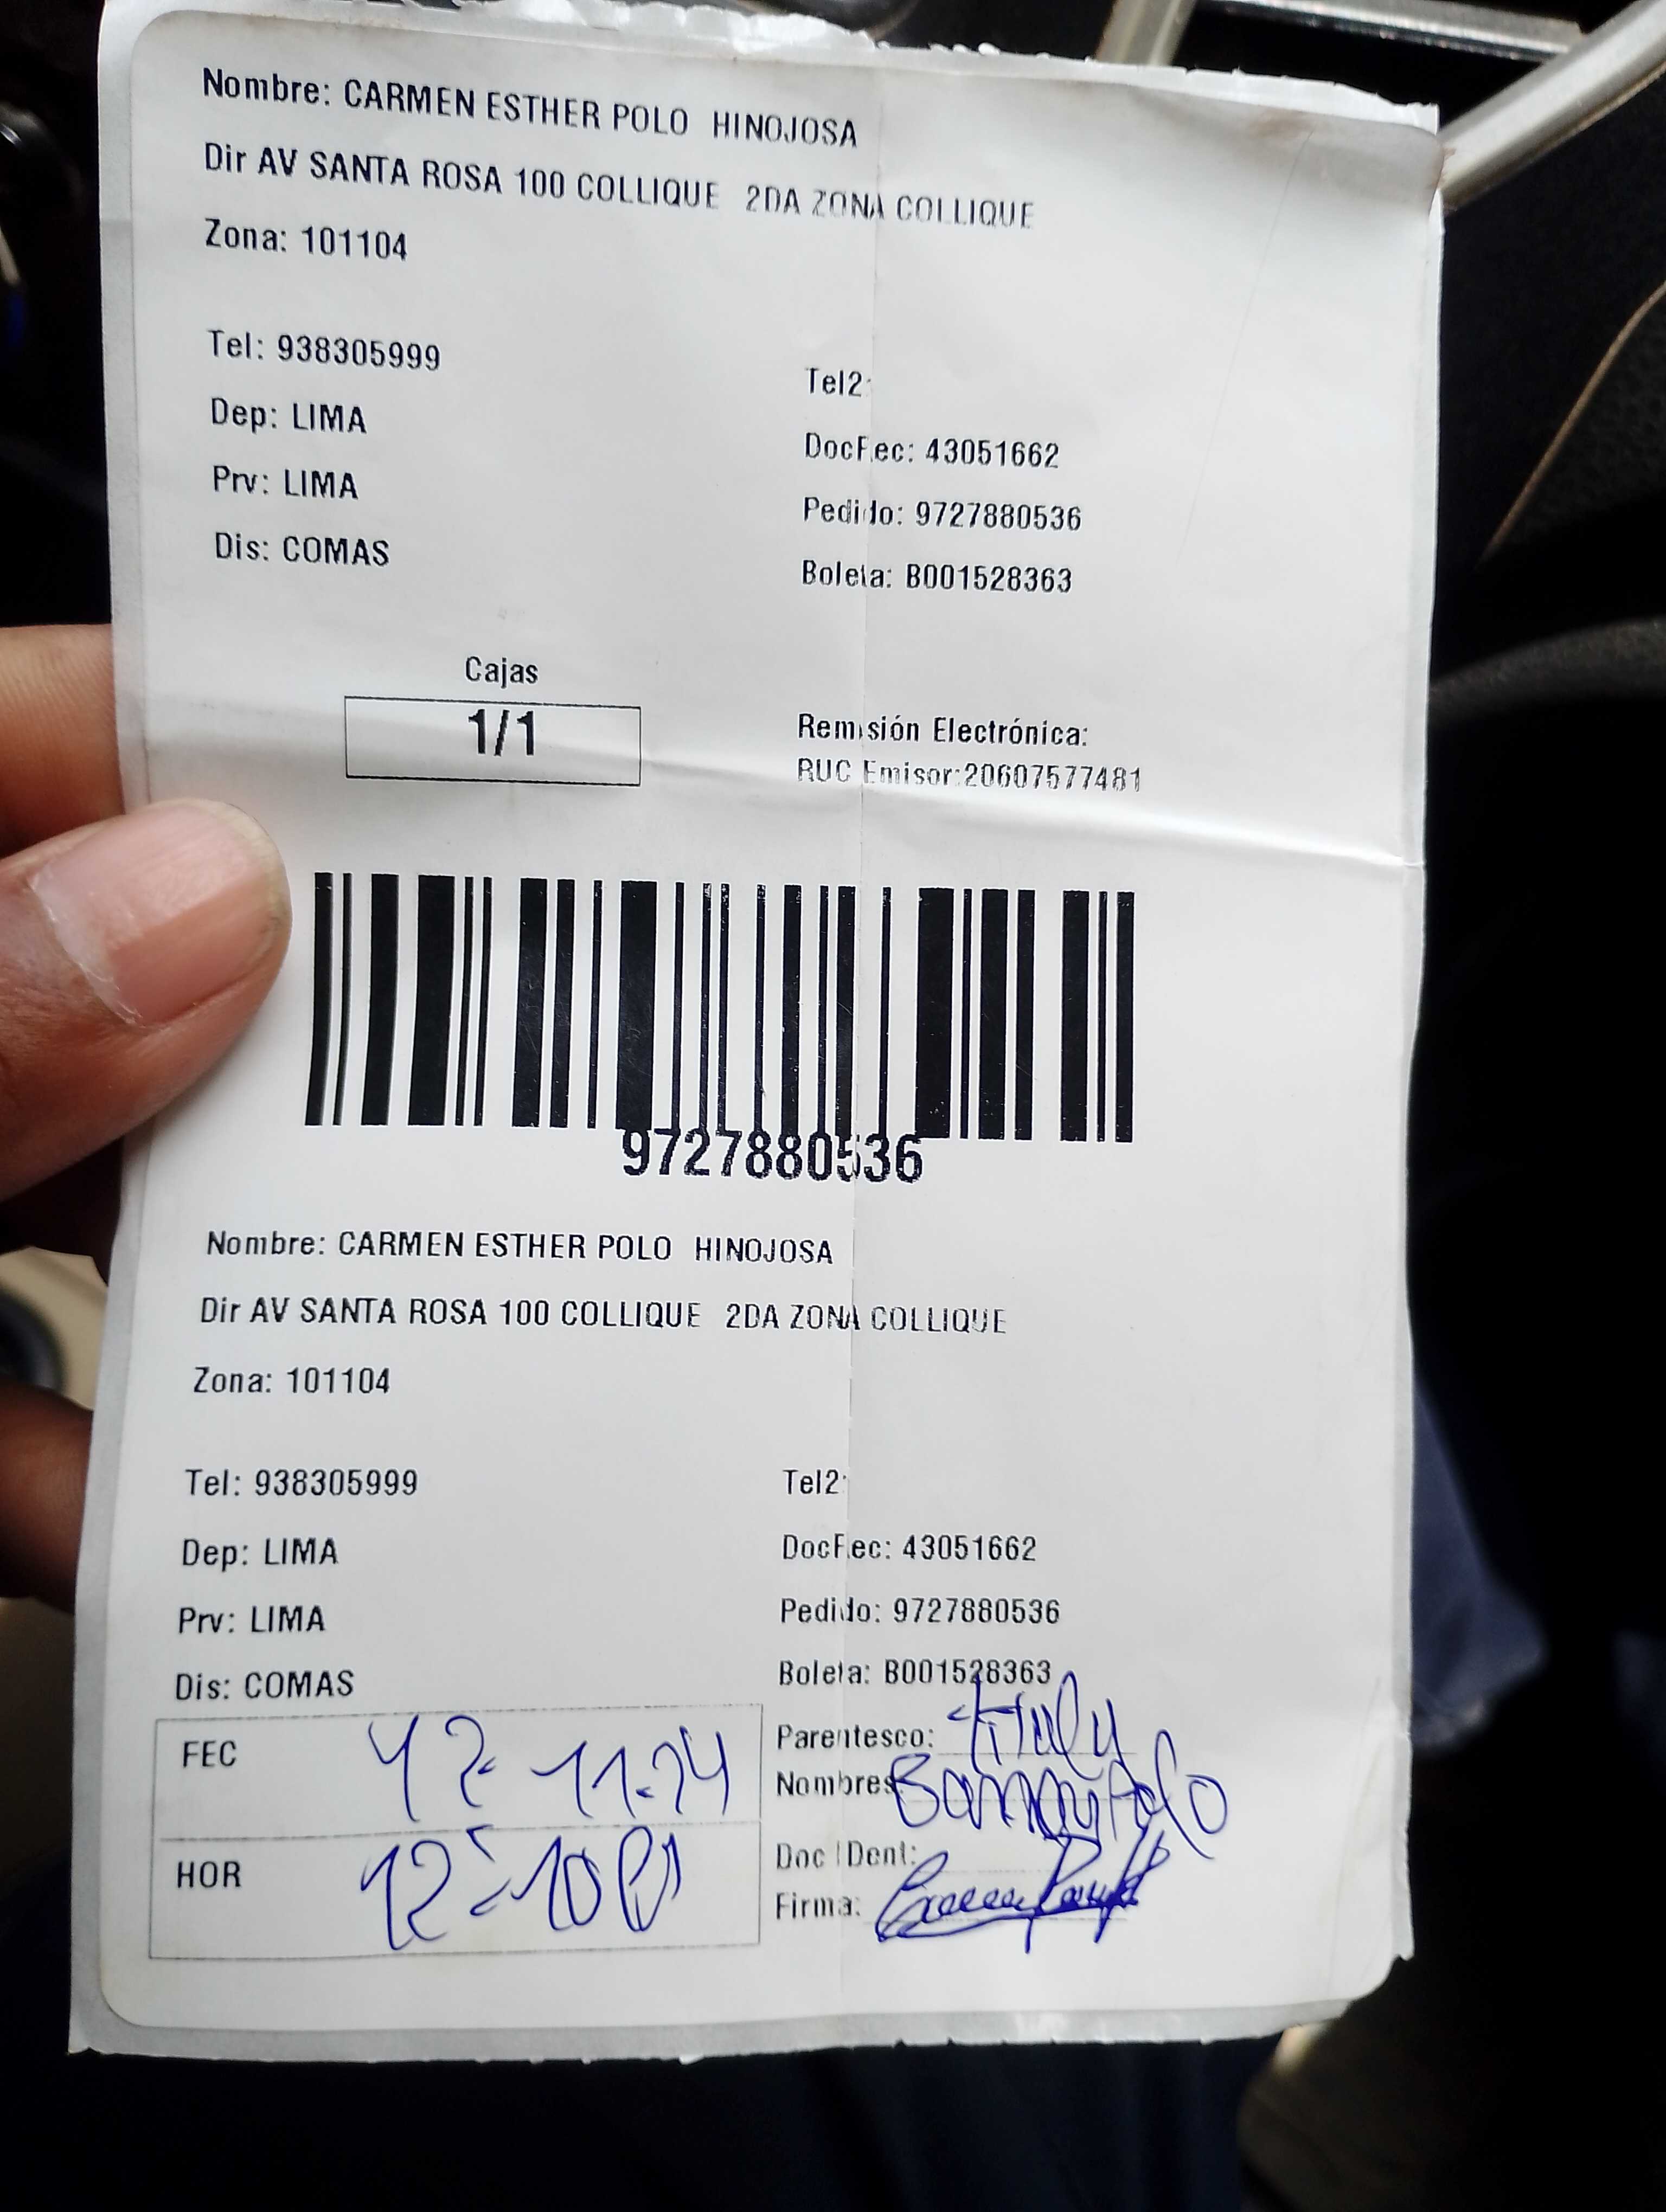 Nombre: CARMEN ESTHER POLO HINOJOSA
Dir AV SANTA ROSA 100 COLLIQUE 2DA ZONA COLLIQUE
Zona: 101104
Tel: 938305999
Tel2:
Dep: LIMA
DocRec: 43051662
Prv: LIMA
Pedido: 9727880536
Dis: COMAS
Boleta: B001528363
Cajas
1/1
Remisión Electrónica:
RUC Emisor:20607577481
9727880536
Nombre: CARMEN ESTHER POLO HINOJOSA
Dir AV SANTA ROSA 100 COLLIQUE 2DA ZONA COLLIQUE
Zona: 101104
Tel: 938305999
Tel2:
Dep: LIMA
DocRec: 43051662
Prv: LIMA
Pedido: 9727880536
Dis: COMAS
Boleta: B001528363
FEC
Parentesco:
Nombres
HOR
Doc IDent:
Firma: